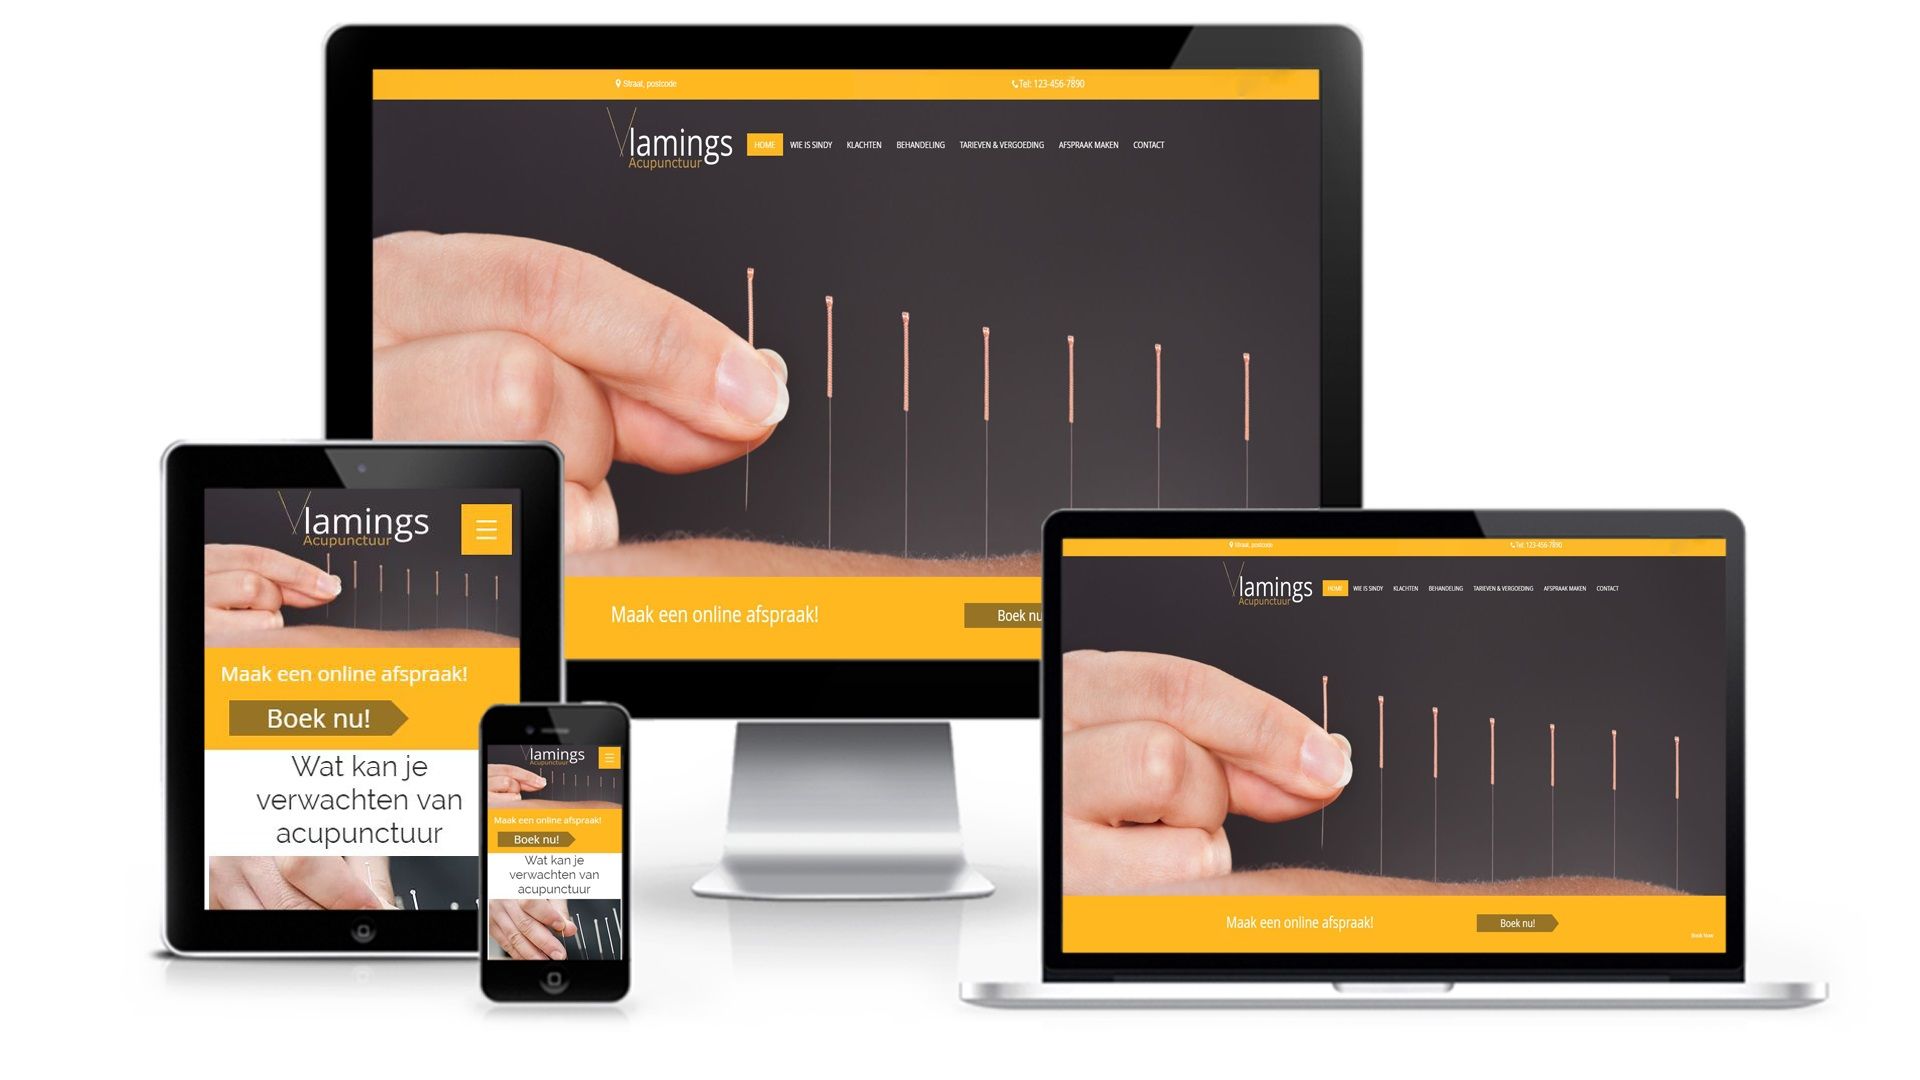 Straat, postcode
Tel: 123-456-7890
Vlamings
Acupunctuur
HOME WIE IS SINDY KLACHTEN BEHANDELING TARIEVEN & VERGOEDING AFSPRAAK MAKEN CONTACT
Maak een online afspraak!
Boek nu
Vlamings
Acupunctuur
Maak een online afspraak!
Boek nu!
Wat kan je
verwachten van
acupunctuur
Vlamings
Acupunctuur
Maak een online afspraak!
Boek nu!
Wat kan je
verwachten van
acupunctuur
Straat, postcode
Tel: 123-456-7890
Vlamings
Acupunctuur
HOME WIE IS SINDY KLACHTEN BEHANDELING TARIEVEN & VERGOEDING AFSPRAAK MAKEN CONTACT
Maak een online afspraak!
Boek nu!
Book Now